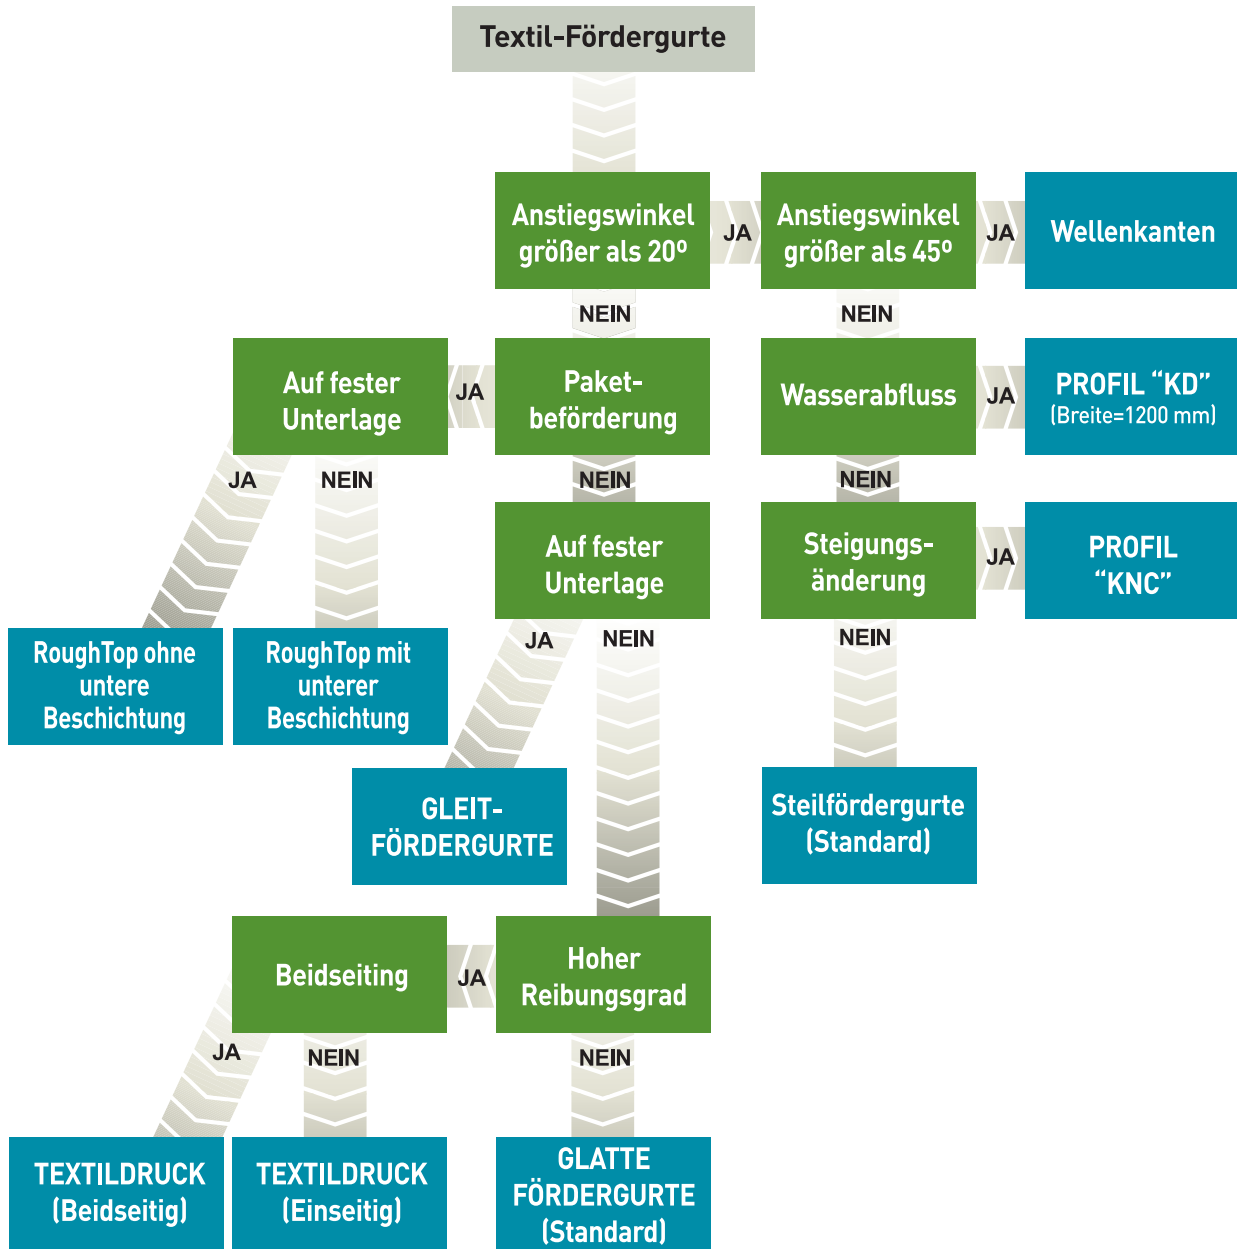 Textil-Fördergurte
Anstiegswinkel
größer als 20º
JA
Anstiegswinkel
größer als 45º
JA
Wellenkanten
NEIN
NEIN
Auf fester
Unterlage
JA
Paket-
beförderung
Wasserabfluss
JA
PROFIL “KD”
(Breite=1200 mm)
JA
NEIN
NEIN
NEIN
Auf fester
Unterlage
Steigungs-
änderung
JA
PROFIL
“KNC”
JA
NEIN
NEIN
RoughTop ohne
untere
Beschichtung
RoughTop mit
unterer
Beschichtung
GLEIT-
FÖRDERGURTE
Steilfördergurte
(Standard)
Beidseiting
JA
Hoher
Reibungsgrad
JA
NEIN
NEIN
TEXTILDRUCK
(Beidseitig)
TEXTILDRUCK
(Einseitig)
GLATTE
FÖRDERGURTE
(Standard)